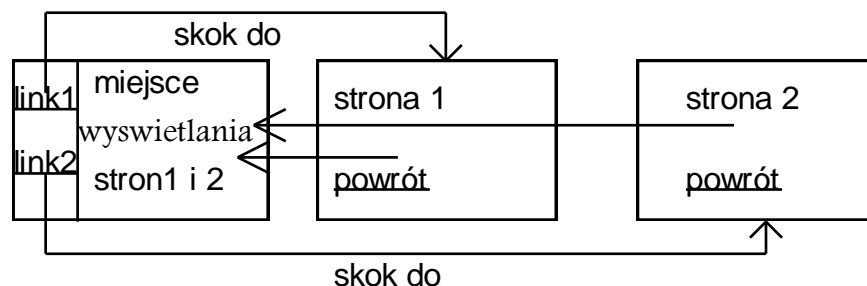 skok do
link1
miejsce
wyswietlania
link2
stron1 i 2
strona 1
powrót
strona 2
powrót
skok do